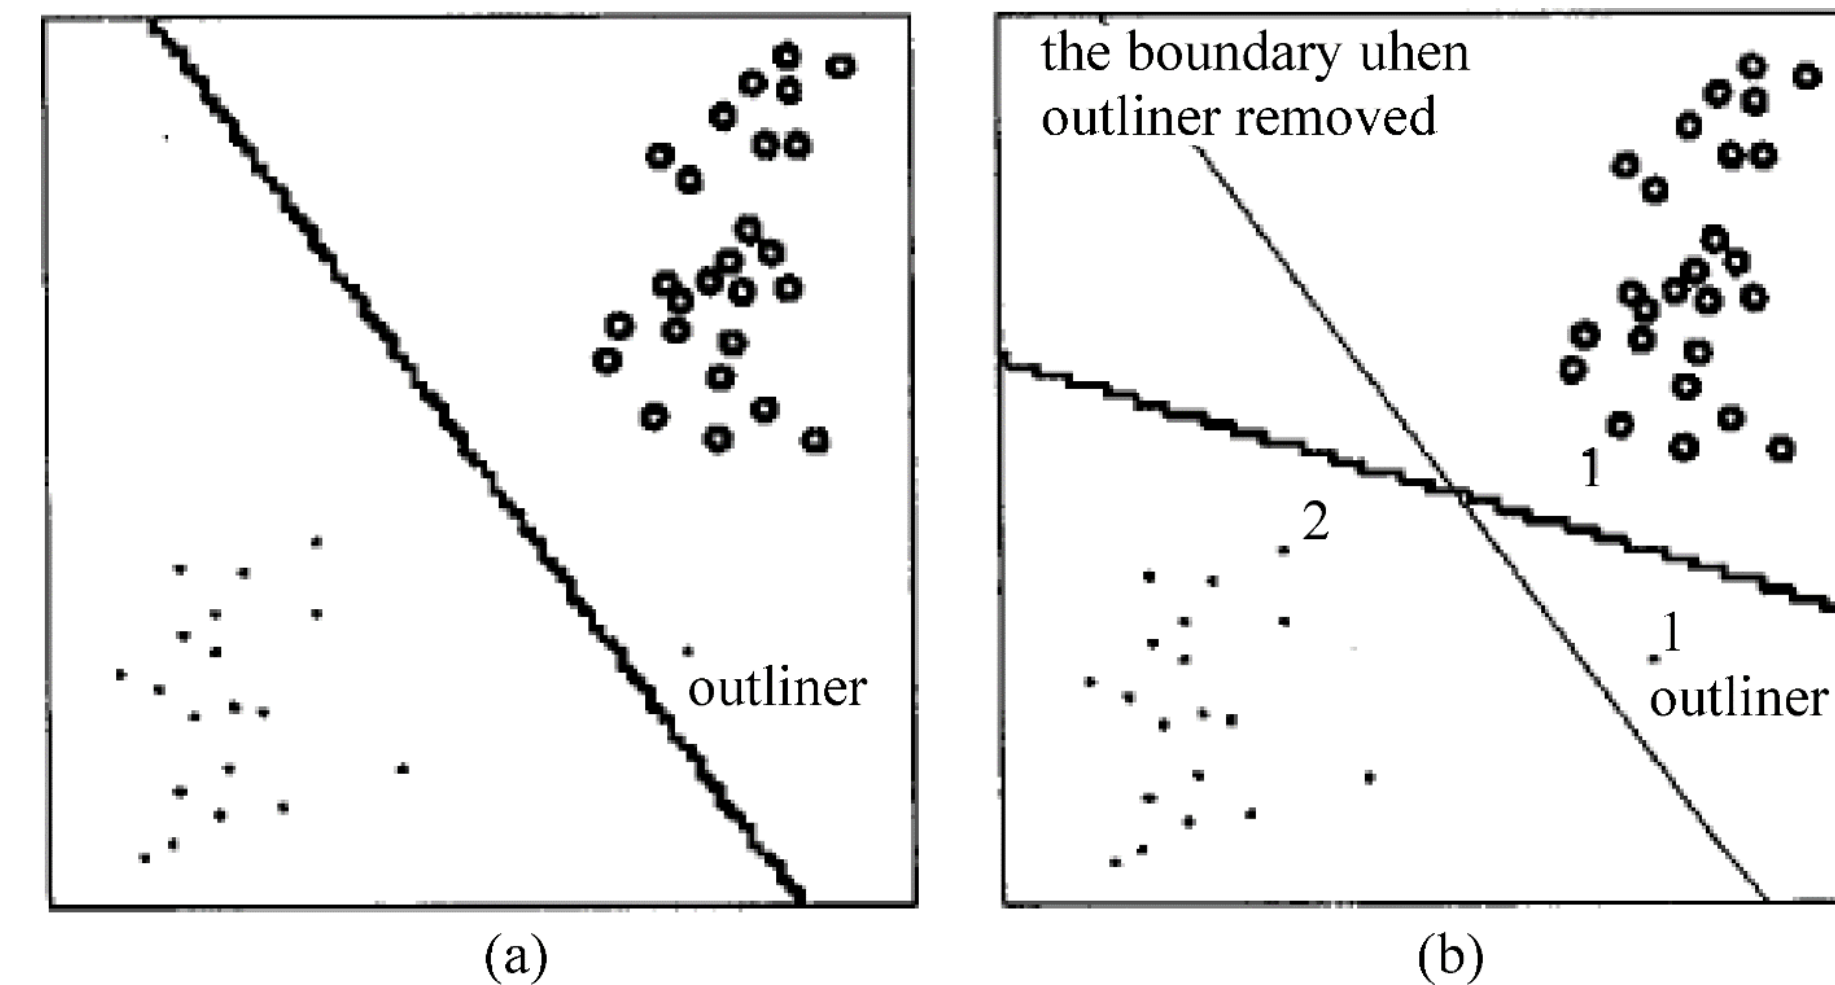 outliner
(a)
the boundary uhen
outliner removed
1
2
1
outliner
(b)